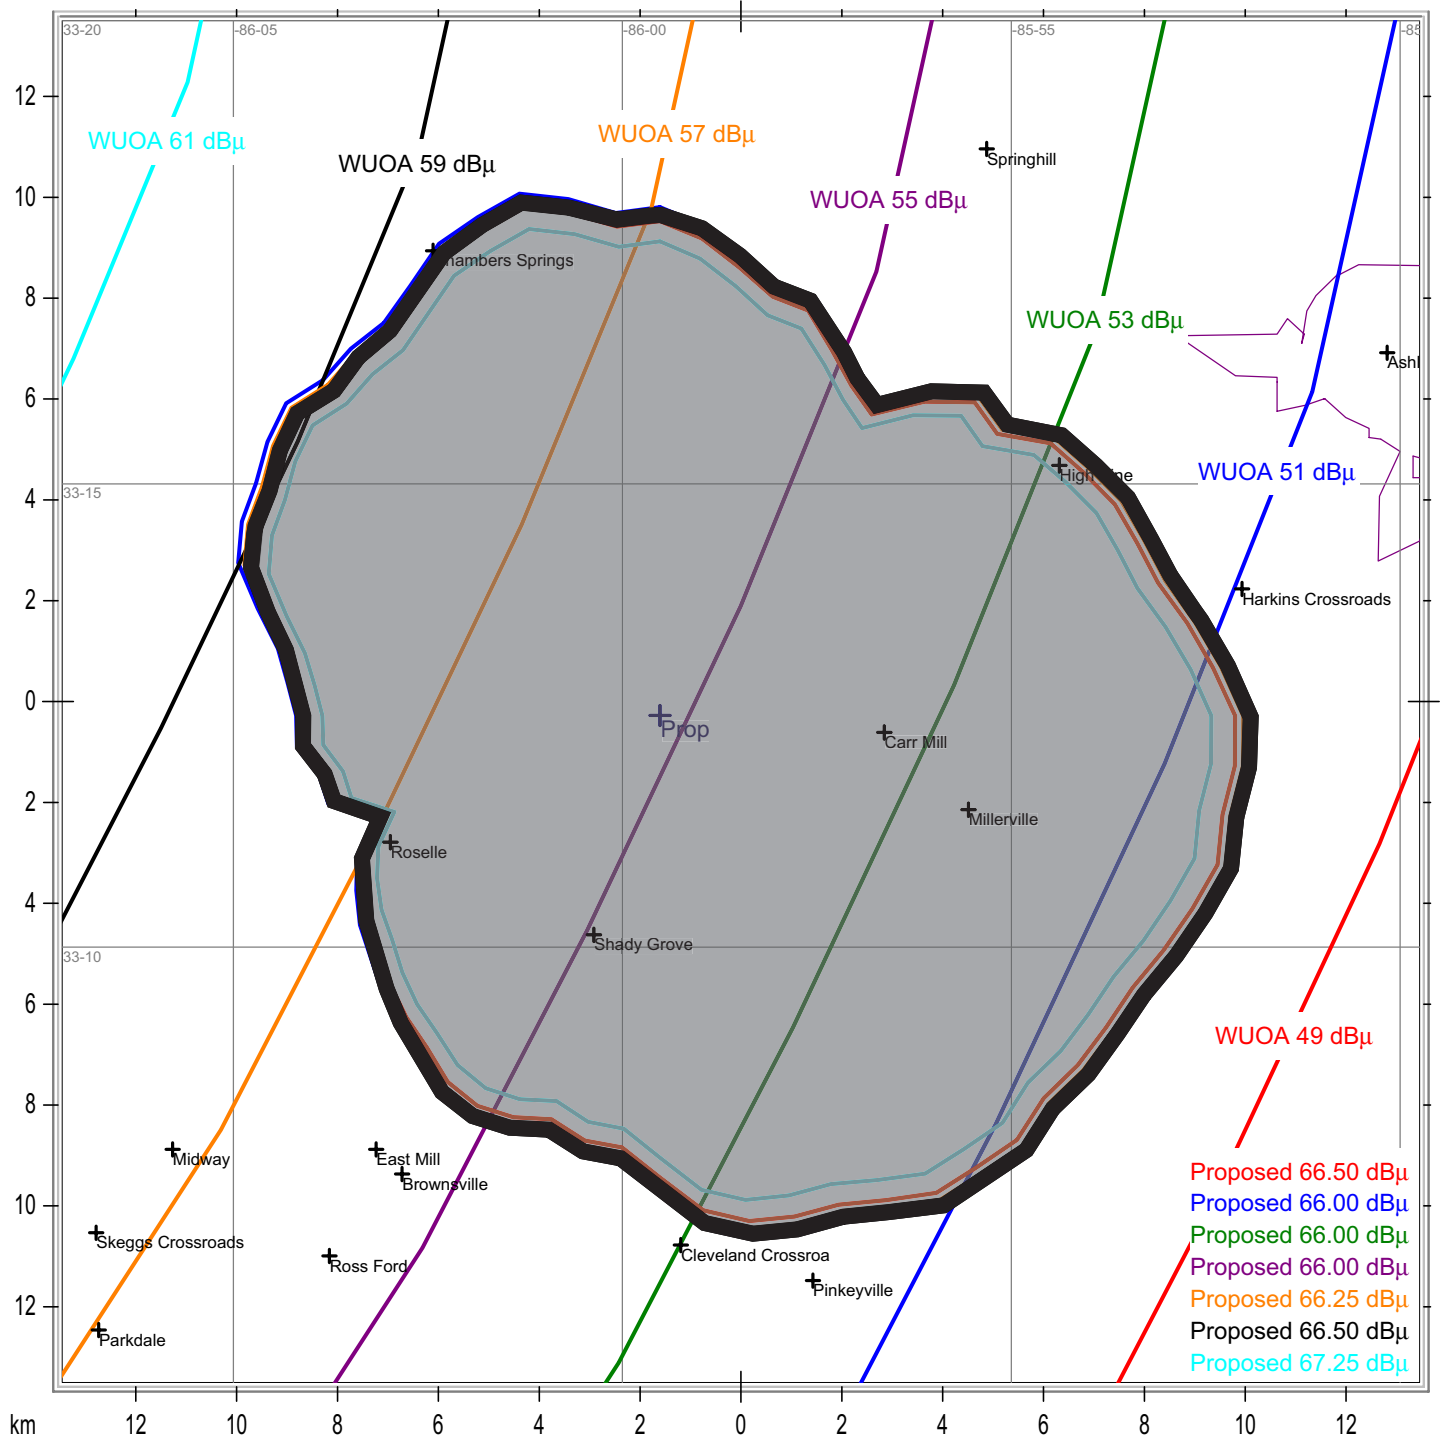 33-20
-86-05
-86-00
-85-55
12
WUOA 61 dBµ
WUOA 59 dBµ
WUOA 57 dBµ
Springhill
10
WUOA 55 dBµ
hambers Springs
8
WUOA 53 dBµ
Ashl
6
WUOA 51 dBµ
33-15
4
2
Harkins Crossroads
0
Prop
Carr Mill
2
Millerville
Roselle
4
Shady Grove
33-10
6
WUOA 49 dBµ
8
Midway
East Mill
Brownsville
Proposed 66.50 dBµ
Proposed 66.00 dBµ
10
Skeggs Crossroads
Proposed 66.00 dBµ
Cleveland Crossroa
Ross Ford
Proposed 66.00 dBµ
Pinkeyville
Proposed 66.25 dBµ
12
Parkdale
Proposed 66.50 dBµ
Proposed 67.25 dBµ
km 12 10 8 6 4 2 0 2 4 6 8 10 12